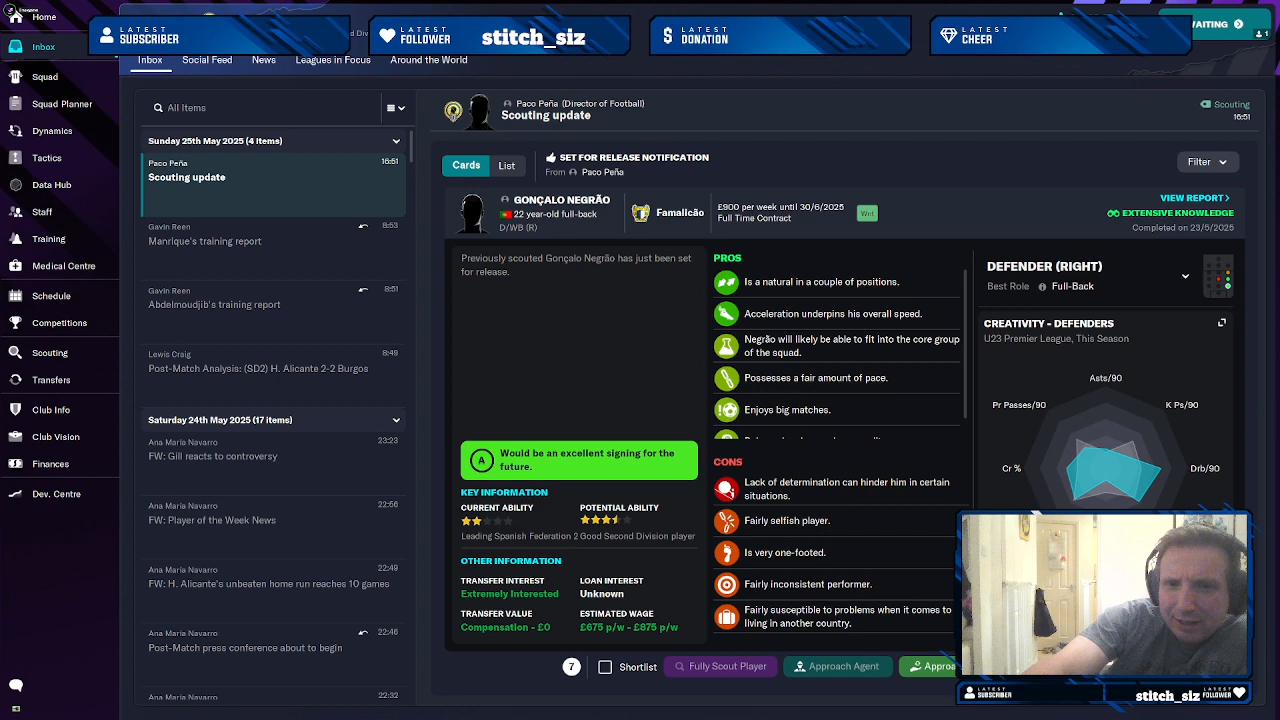 Home
LATEST
SUBSCRIBER
LATEST
FOLLOWER
stitch_siz
LATEST
DONATION
LATEST
CHEER
WAITING
1
Inbox
Inbox
Social Feed
News
Leagues in Focus
Around the World
Squad
Squad Planner
Dynamics
Tactics
Data Hub
Staff
Training
Medical Centre
Schedule
Competitions
Scouting
Transfers
Club Info
Club Vision
Finances
Dev. Centre
All Items
Sunday 25th May 2025 (4 items)
Paco Peña 16:51
Scouting update
Gavin Reen 8:53
Manrique's training report
Gavin Reen 8:51
Abdelmoudjib's training report
Lewis Craig 8:49
Post-Match Analysis: (SD2) H. Alicante 2-2 Burgos
Saturday 24th May 2025 (17 items)
Ana María Navarro 23:23
FW: Gill reacts to controversy
Ana María Navarro 22:56
FW: Player of the Week News
Ana María Navarro 22:49
FW: H. Alicante's unbeaten home run reaches 10 games
Ana María Navarro 22:46
Post-Match press conference about to begin
Ana María Navarro 22:32
Paco Peña (Director of Football)
Scouting update
Scouting
16:51
Cards
List
SET FOR RELEASE NOTIFICATION
From Paco Peña
Filter
GONÇALO NEGRÃO
22 year-old full-back
D/WB (R)
Famalicão
£900 per week until 30/6/2025
Full Time Contract
Wnt
VIEW REPORT
EXTENSIVE KNOWLEDGE
Completed on 23/5/2025
Previously scouted Gonçalo Negrão has just been set
for release.
A
Would be an excellent signing for the
future.
KEY INFORMATION
CURRENT ABILITY
POTENTIAL ABILITY
Leading Spanish Federation 2
Good Second Division player
OTHER INFORMATION
TRANSFER INTEREST
Extremely Interested
LOAN INTEREST
Unknown
TRANSFER VALUE
Compensation - £0
ESTIMATED WAGE
£675 p/w - £875 p/w
PROS
Is a natural in a couple of positions.
Acceleration underpins his overall speed.
Negrão will likely be able to fit into the core group
of the squad.
Possesses a fair amount of pace.
Enjoys big matches.
CONS
Lack of determination can hinder him in certain
situations.
Fairly selfish player.
Is very one-footed.
Fairly inconsistent performer.
Fairly susceptible to problems when it comes to
living in another country.
DEFENDER (RIGHT)
Best Role Full-Back
CREATIVITY - DEFENDERS
U23 Premier League, This Season
Asts/90
Pr Passes/90
K Ps/90
Cr %
Drb/90
7
Shortlist
Fully Scout Player
Approach Agent
LATEST
SUBSCRIBER
stitch_siz
LATEST
FOLLOWER